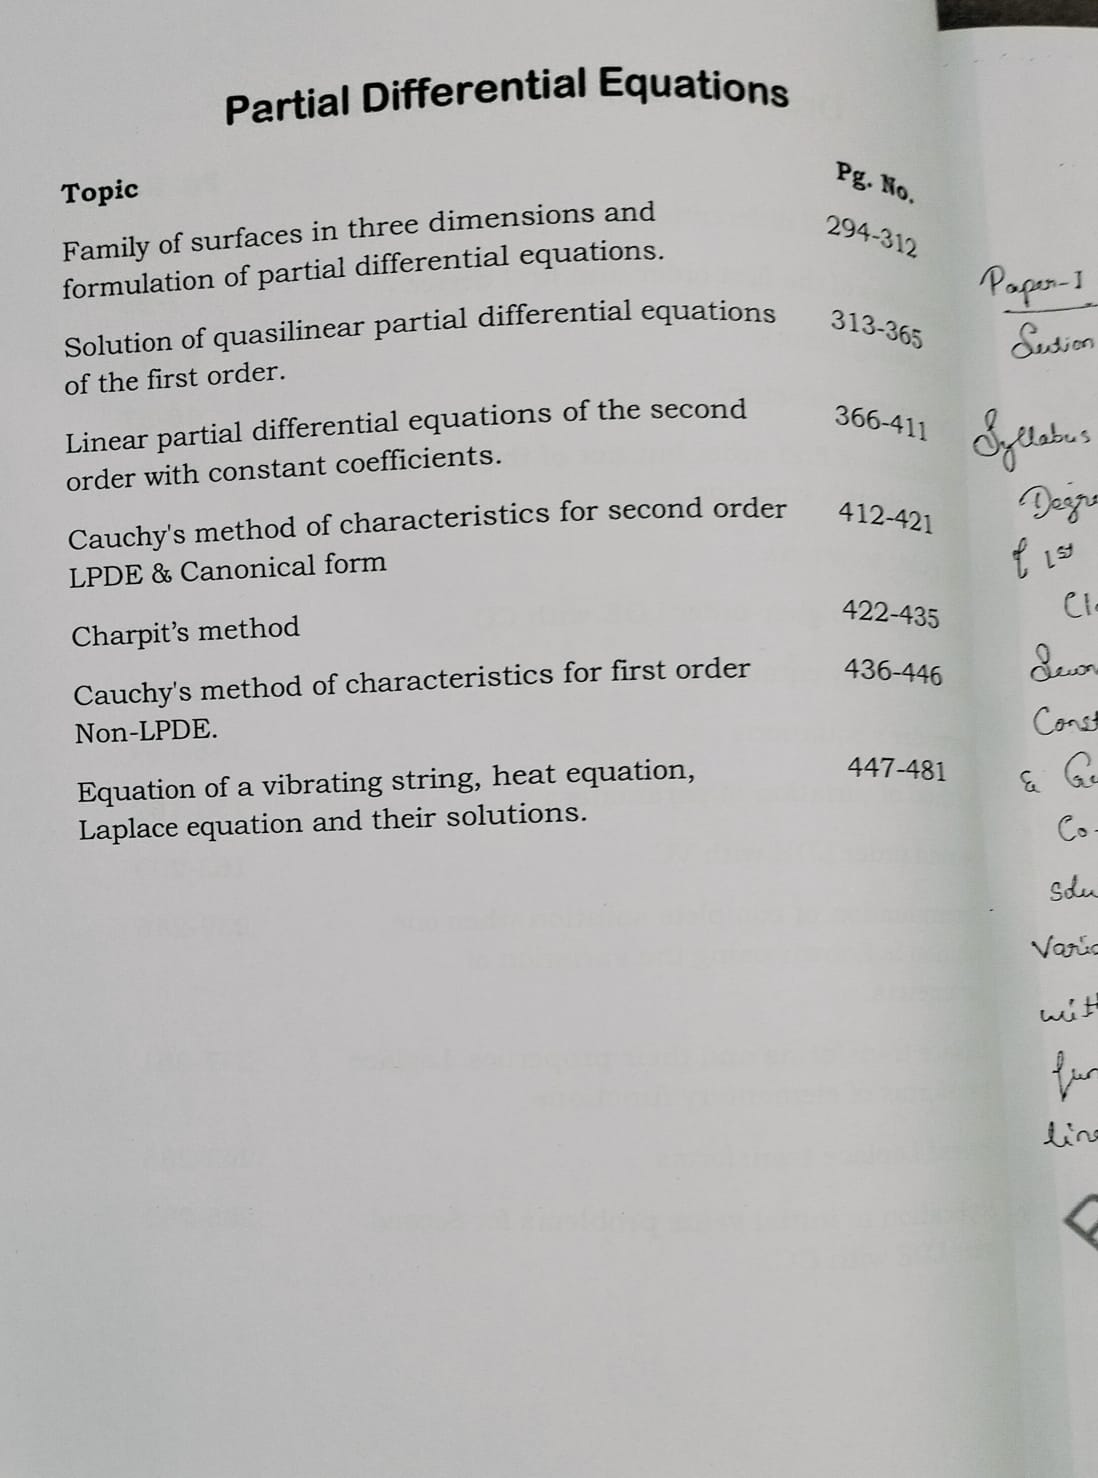 Partial Differential Equations
Topic
Pg. No.
Family of surfaces in three dimensions and
294-312
formulation of partial differential equations.
Solution of quasilinear partial differential equations
313-365
of the first order.
Linear partial differential equations of the second
366-411
order with constant coefficients.
Cauchy's method of characteristics for second order
412-421
LPDE & Canonical form
Charpit’s method
422-435
Cauchy's method of characteristics for first order
436-446
Non-LPDE.
Equation of a vibrating string, heat equation,
447-481
Laplace equation and their solutions.
Paper-I
Section
Syllabus
1st
Const
&
Co-